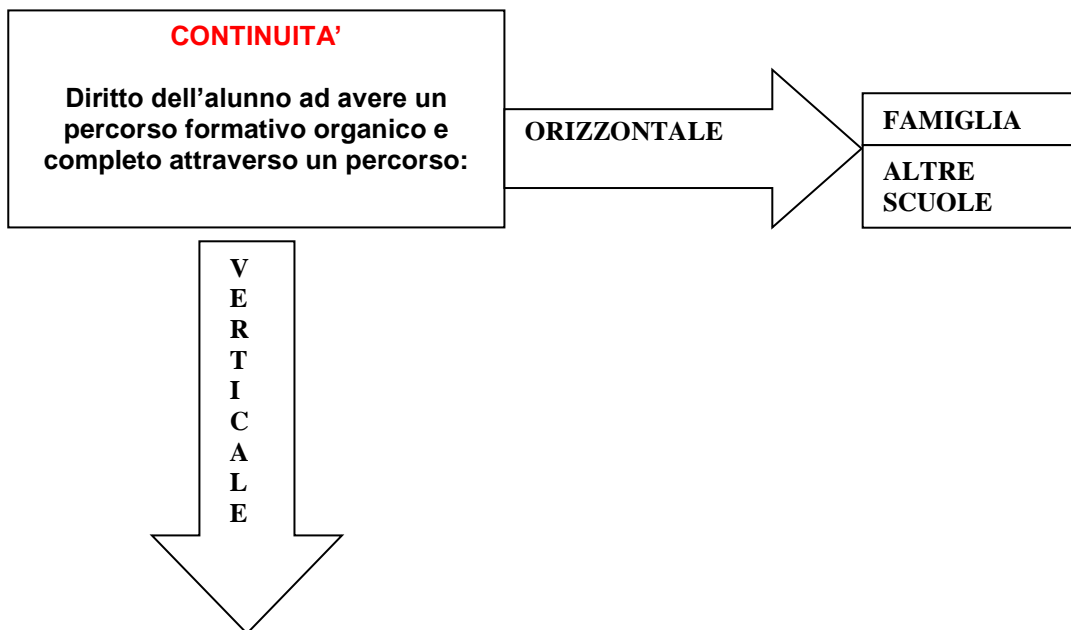 CONTINUITA’
Diritto dell’alunno ad avere un
percorso formativo organico e
completo attraverso un percorso:
ORIZZONTALE
FAMIGLIA
ALTRE
SCUOLE
V
E
R
T
I
C
A
L
E